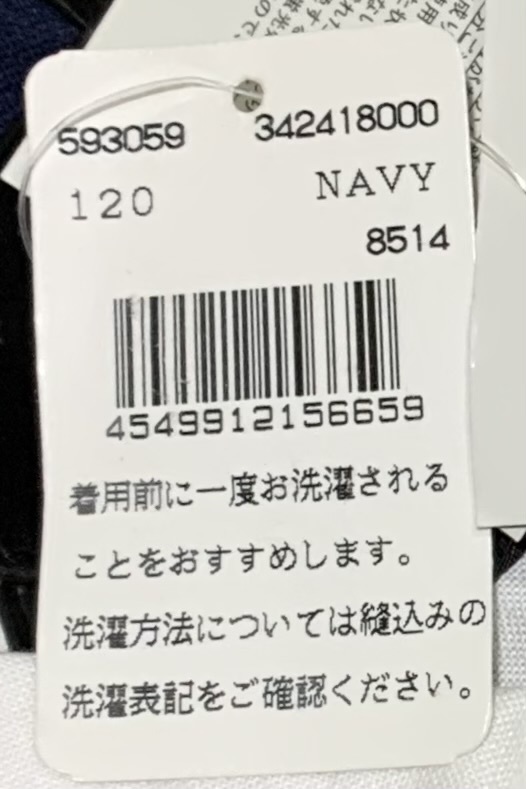 593059 342418000
120 NAVY
8514
4549912156659
着用前に一度お洗濯される
ことをおすすめします。
洗濯方法については縫込みの
洗濯表記をご確認ください。